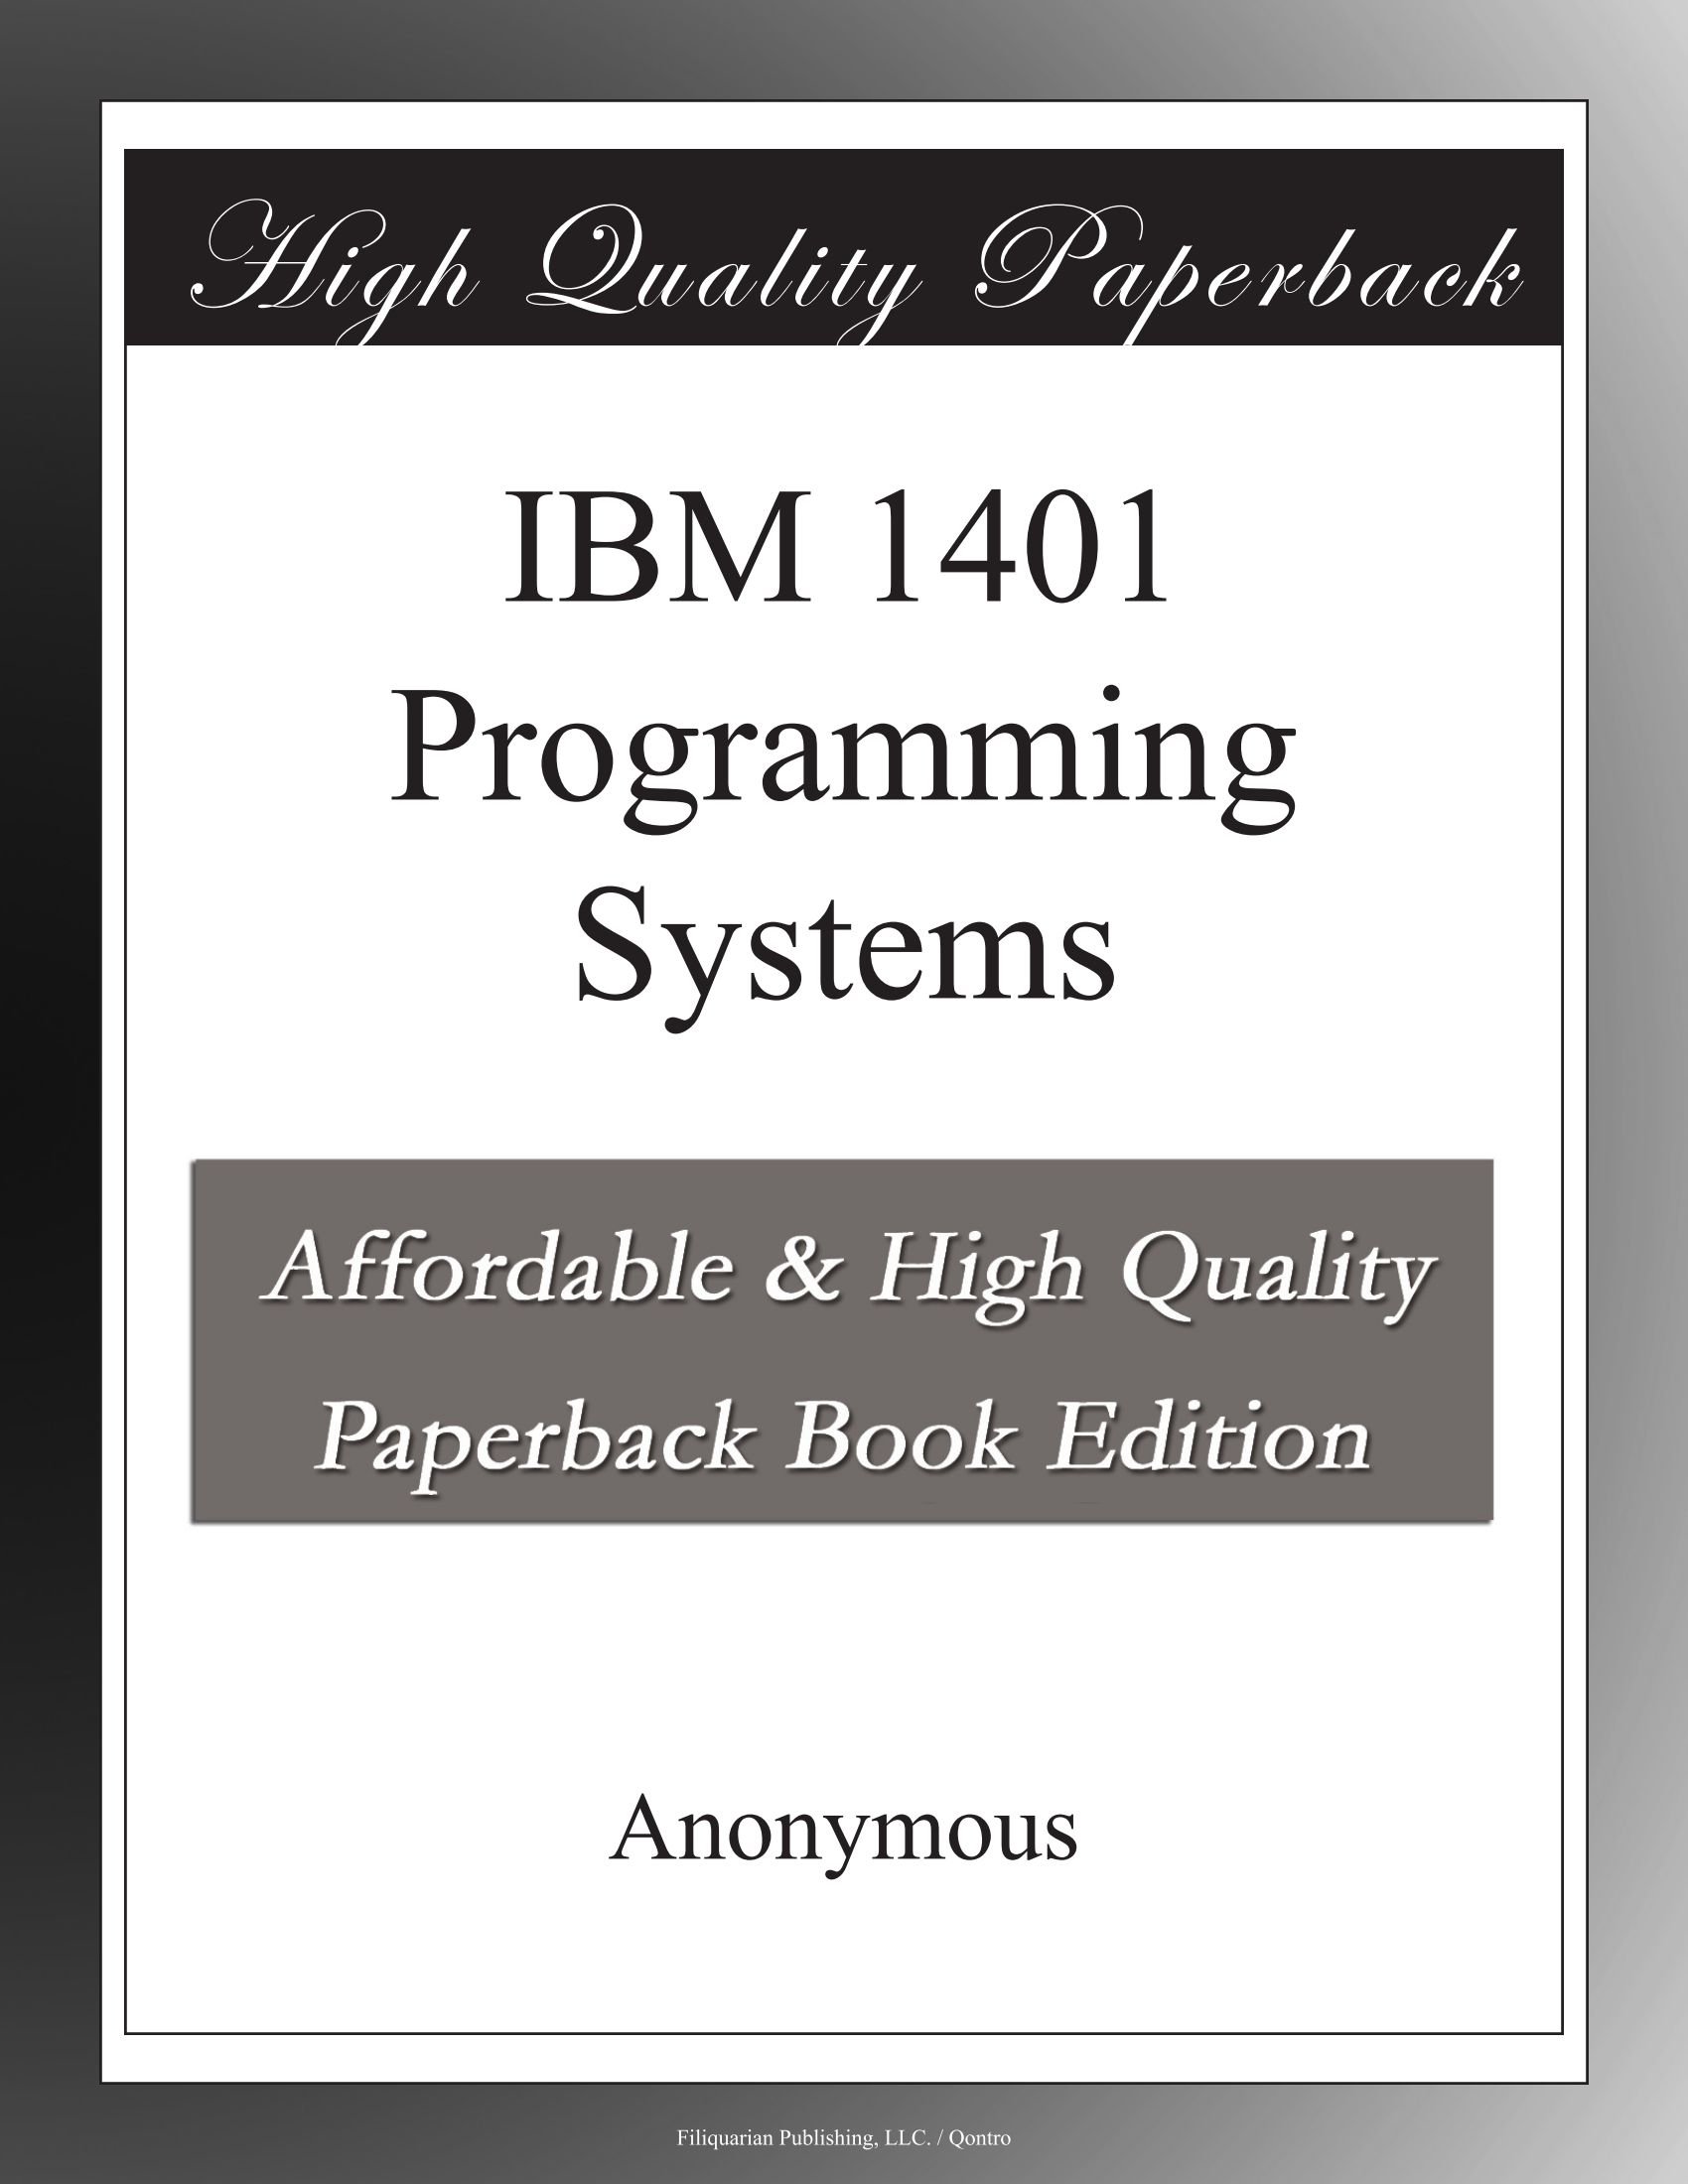 High Quality Paperback
IBM 1401
Programming
Systems
Affordable & High Quality
Paperback Book Edition
Anonymous
Filiquarian Publishing, LLC. / Qontro